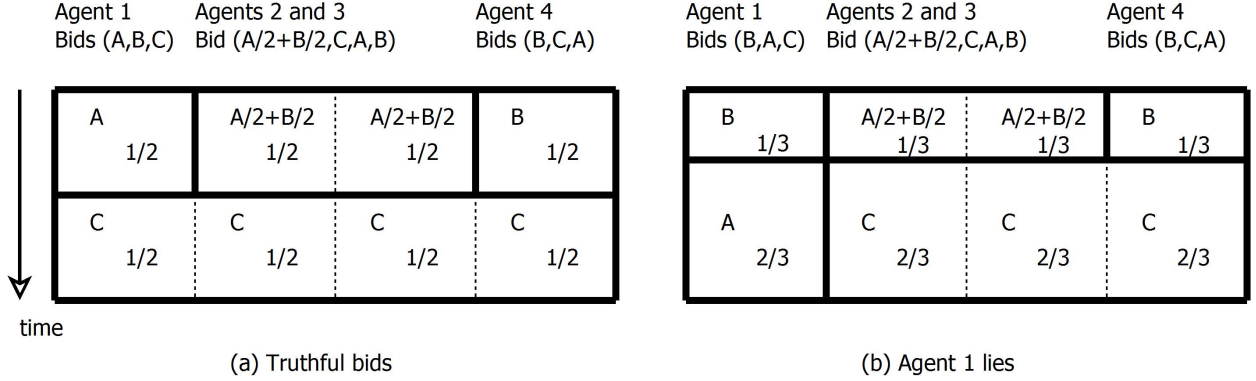 Agent 1 Agents 2 and 3 Agent 4
Bids (A,B,C) Bid (A/2+B/2,C,A,B) Bids (B,C,A)
A A/2+B/2 A/2+B/2 B
1/2 1/2 1/2 1/2
C C C C
1/2 1/2 1/2 1/2
time
(a) Truthful bids
Agent 1 Agents 2 and 3 Agent 4
Bids (B,A,C) Bid (A/2+B/2,C,A,B) Bids (B,C,A)
B A/2+B/2 A/2+B/2 B
1/3 1/3 1/3 1/3
A C C C
2/3 2/3 2/3 2/3
(b) Agent 1 lies